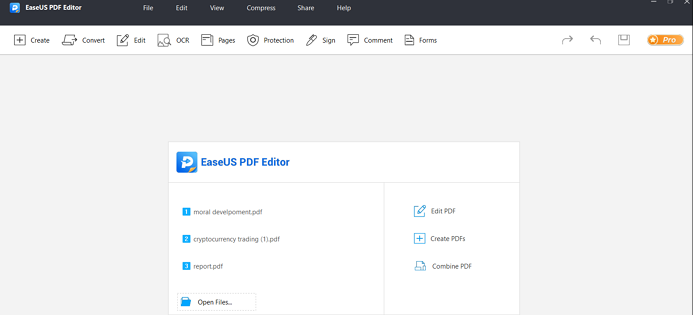 EaseUS PDF Editor File Edit View Compress Share Help
Create Convert Edit OCR Pages Protection Sign Comment Forms Pro
EaseUS PDF Editor
1 moral develpoment.pdf
Edit PDF
2 cryptocurrency trading (1).pdf
Create PDFs
3 report.pdf
Combine PDF
Open Files...